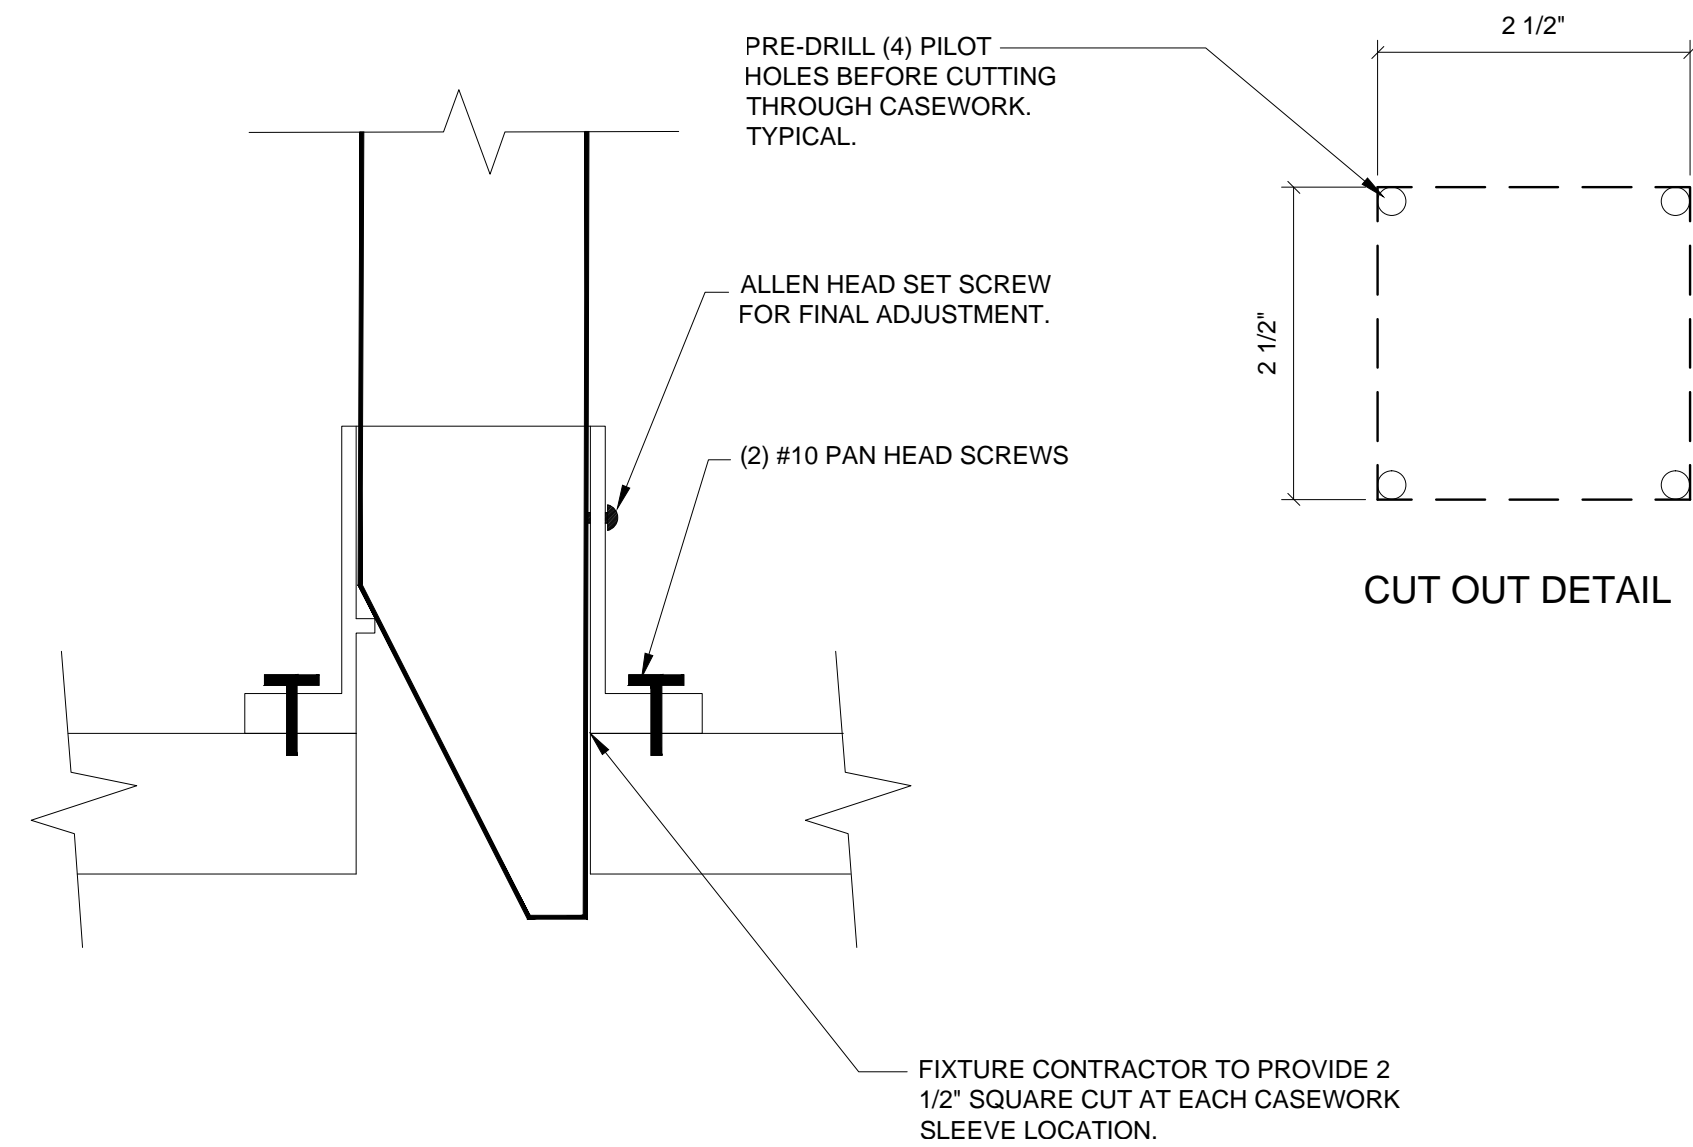 2 1/2"
PRE-DRILL (4) PILOT
HOLES BEFORE CUTTING
THROUGH CASEWORK.
TYPICAL.
ALLEN HEAD SET SCREW
FOR FINAL ADJUSTMENT.
2 1/2"
(2) #10 PAN HEAD SCREWS
CUT OUT DETAIL
FIXTURE CONTRACTOR TO PROVIDE 2
1/2" SQUARE CUT AT EACH CASEWORK
SLEEVE LOCATION.